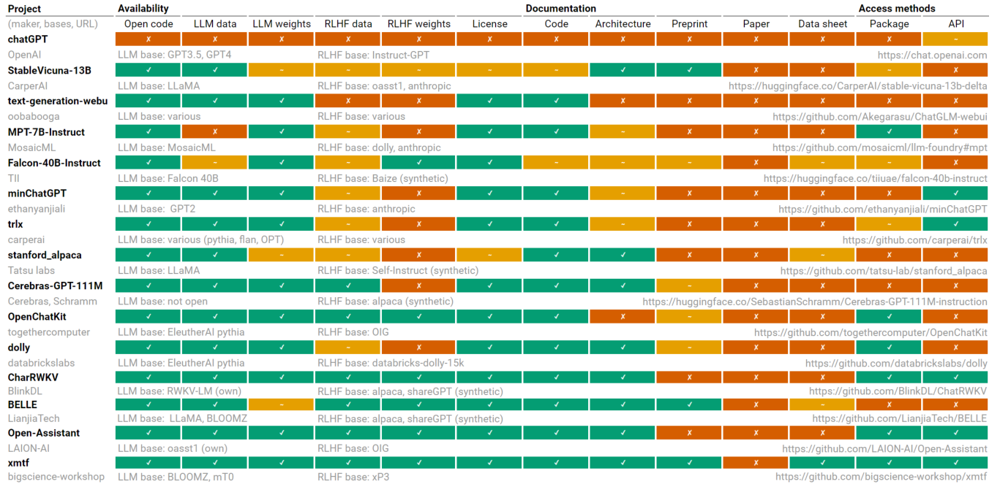 Project Availability Documentation Access methods
(maker, bases, URL) Open code LLM data LLM weights RLHF data RLHF weights License Code Architecture Preprint Paper Data sheet Package API
chatGPT ✗ ✗ ✗ ✗ ✗ ✗ ✗ ✗ ✗ ✗ ✗ ✗ ~
OpenAI LLM base: GPT3.5, GPT4 RLHF base: Instruct-GPT https://chat.openai.com
StableVicuna-13B ✓ ✓ ~ ~ ~ ~ ~ ✓ ✓ ✗ ✗ ~ ✗
CarperAI LLM base: LLaMA RLHF base: oasst1, anthropic https://huggingface.co/CarperAI/stable-vicuna-13b-delta
text-generation-webu ✓ ✓ ✓ ✗ ✗ ✓ ✓ ✗ ✗ ✗ ✗ ✗ ✗
oobabooga LLM base: various RLHF base: various https://github.com/Akegarasu/ChatGLM-webui
MPT-7B-Instruct ✓ ✗ ✓ ~ ✗ ✓ ✓ ~ ✗ ✗ ✗ ✓ ✗
MosaicML LLM base: MosaicML RLHF base: dolly, anthropic https://github.com/mosaicml/llm-foundry#mpt
Falcon-40B-Instruct ✓ ~ ✓ ~ ✓ ✓ ~ ~ ~ ✗ ~ ~ ✗
TII LLM base: Falcon 40B RLHF base: Baize (synthetic) https://huggingface.co/tiiuae/falcon-40b-instruct
minChatGPT ✓ ✓ ✓ ~ ✗ ✓ ✓ ~ ✗ ✗ ✗ ✗ ✓
ethanyanjiali LLM base: GPT2 RLHF base: anthropic https://github.com/ethanyanjiali/minChatGPT
trlx ✓ ✓ ✓ ~ ✗ ✓ ✓ ~ ✗ ✗ ✗ ~ ✓
carperai LLM base: various (pythia, flan, OPT) RLHF base: various https://github.com/carperai/trlx
stanford_alpaca ✓ ✓ ~ ~ ✗ ~ ✓ ✓ ✗ ✗ ~ ✗ ✗
Tatsu labs LLM base: LLaMA RLHF base: Self-Instruct (synthetic) https://github.com/tatsu-lab/stanford_alpaca
Cerebras-GPT-111M ✓ ✓ ✓ ✓ ✗ ✓ ✓ ✓ ~ ✗ ✗ ✗ ✗
Cerebras, Schramm LLM base: not open RLHF base: alpaca (synthetic) https://huggingface.co/SebastianSchramm/Cerebras-GPT-111M-instruction
OpenChatKit ✓ ✓ ✓ ✓ ✓ ✓ ✓ ✗ ~ ✗ ✗ ✓ ✗
togethercomputer LLM base: EleutherAI pythia RLHF base: OIG https://github.com/togethercomputer/OpenChatKit
dolly ✓ ✓ ✓ ~ ✗ ✓ ✓ ✓ ~ ✗ ✗ ✓ ✗
databrickslabs LLM base: EleutherAI pythia RLHF base: databricks-dolly-15k https://github.com/databrickslabs/dolly
CharRWKV ✓ ✓ ✓ ✓ ✓ ✓ ✓ ✓ ✗ ✗ ✗ ✓ ✓
BlinkDL LLM base: RWKV-LM (own) RLHF base: alpaca, shareGPT (synthetic) https://github.com/BlinkDL/ChatRWKV
BELLE ✓ ✓ ~ ✓ ✓ ✓ ✓ ✓ ✓ ✗ ~ ✗ ✗
LianjiaTech LLM base: LLaMA, BLOOMZ RLHF base: alpaca, shareGPT (synthetic) https://github.com/LianjiaTech/BELLE
Open-Assistant ✓ ✓ ✓ ✓ ✓ ✓ ✓ ✓ ✗ ✗ ✗ ✓ ✓
LAION-AI LLM base: oasst1 (own) RLHF base: OIG https://github.com/LAION-AI/Open-Assistant
xmtf ✓ ✓ ✓ ✓ ✓ ✓ ✓ ✓ ✓ ✗ ✓ ✓ ✓
bigscience-workshop LLM base: BLOOMZ, mT0 RLHF base: xP3 https://github.com/bigscience-workshop/xmtf